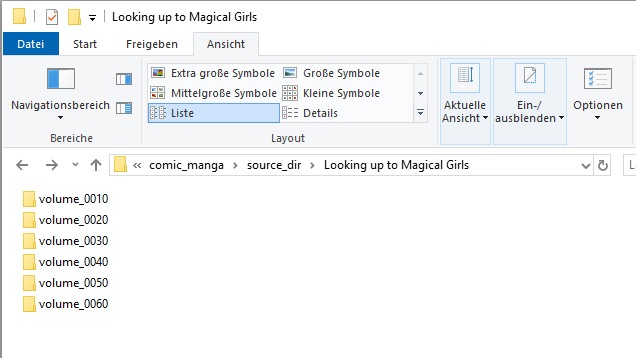 Looking up to Magical Girls
Datei Start Freigeben Ansicht
Extra große Symbole Große Symbole
Mittelgroße Symbole Kleine Symbole
Liste Details
Navigationsbereich
Aktuelle Ansicht
Ein-/ ausblenden
Optionen
Bereiche Layout
« comic_manga > source_dir > Looking up to Magical Girls
volume_0010
volume_0020
volume_0030
volume_0040
volume_0050
volume_0060